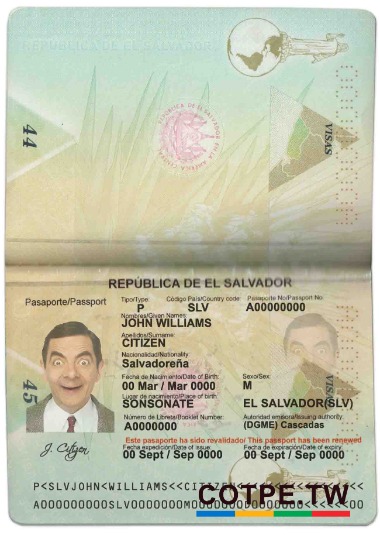 REPÚBLICA DE EL SALVADOR
44
VISAS
REPÚBLICA DE EL SALVADOR
Pasaporte/Passport
Tipo/Type:
Código País/Country code
Pasaporte No/Passport No
P
SLV
A00000000
Nombres/Given Names
JOHN WILLIAMS
Apellidos/Surname:
CITIZEN
Nacionalidad/Nationality
Salvadoreña
Fecha de Nacimiento/Date of Birth:
Sexo/Sex:
00 Mar / Mar 0000
M
Lugar de nacimiento/Place of birth
SONSONATE
EL SALVADOR(SLV)
Número de Libreta/Booklet Number:
Autoridad emisora/Issuing authority.
A0000000
(DGME) Cascadas
Este pasaporte ha sido revalidado/ This passport has been renewed
Fecha de expedición/Date of issue:
Fecha de expiración/Date of expiry:
00 Sept / Sep 0000
00 Sept / Sep 0000
45
VISAS
J. Citizen
P<SLVJOHN<WILLIAMS<<CITIZEN
COTPE.TW